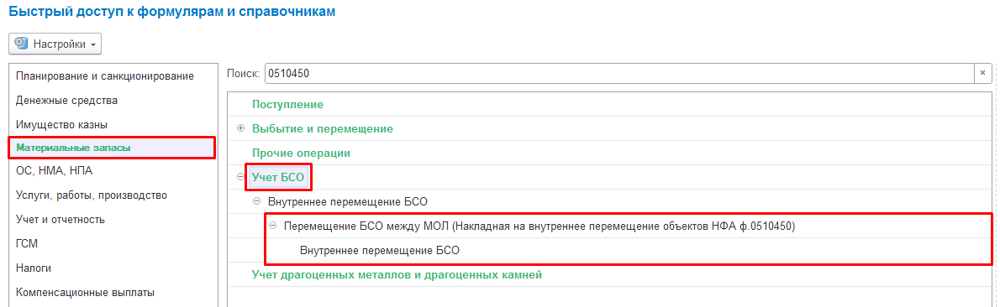 Быстрый доступ к формулярам и справочникам
Настройки
Планирование и санкционирование
Денежные средства
Имущество казны
Материальные запасы
ОС, НМА, НПА
Услуги, работы, производство
Учет и отчетность
ГСМ
Налоги
Компенсационные выплаты
Поиск: 0510450 ×
Поступление
Выбытие и перемещение
Прочие операции
Учет БСО
Внутреннее перемещение БСО
Перемещение БСО между МОЛ (Накладная на внутреннее перемещение объектов НФА ф.0510450)
Внутреннее перемещение БСО
Учет драгоценных металлов и драгоценных камней